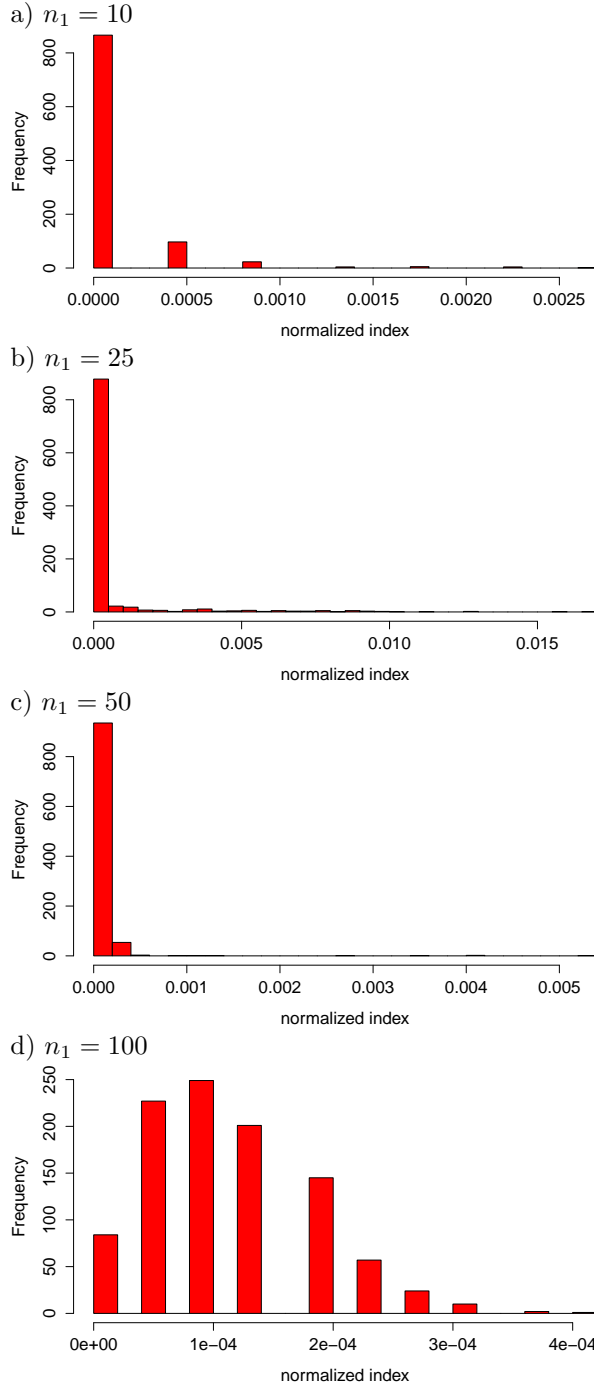 a) n₁ = 10
800
600
400
200
0
Frequency
0.0000 0.0005 0.0010 0.0015 0.0020 0.0025
normalized index
b) n₁ = 25
800
600
400
200
0
Frequency
0.000 0.005 0.010 0.015
normalized index
c) n₁ = 50
800
600
400
200
0
Frequency
0.000 0.001 0.002 0.003 0.004 0.005
normalized index
d) n₁ = 100
250
200
150
100
50
0
Frequency
0e+00 1e−04 2e−04 3e−04 4e−04
normalized index